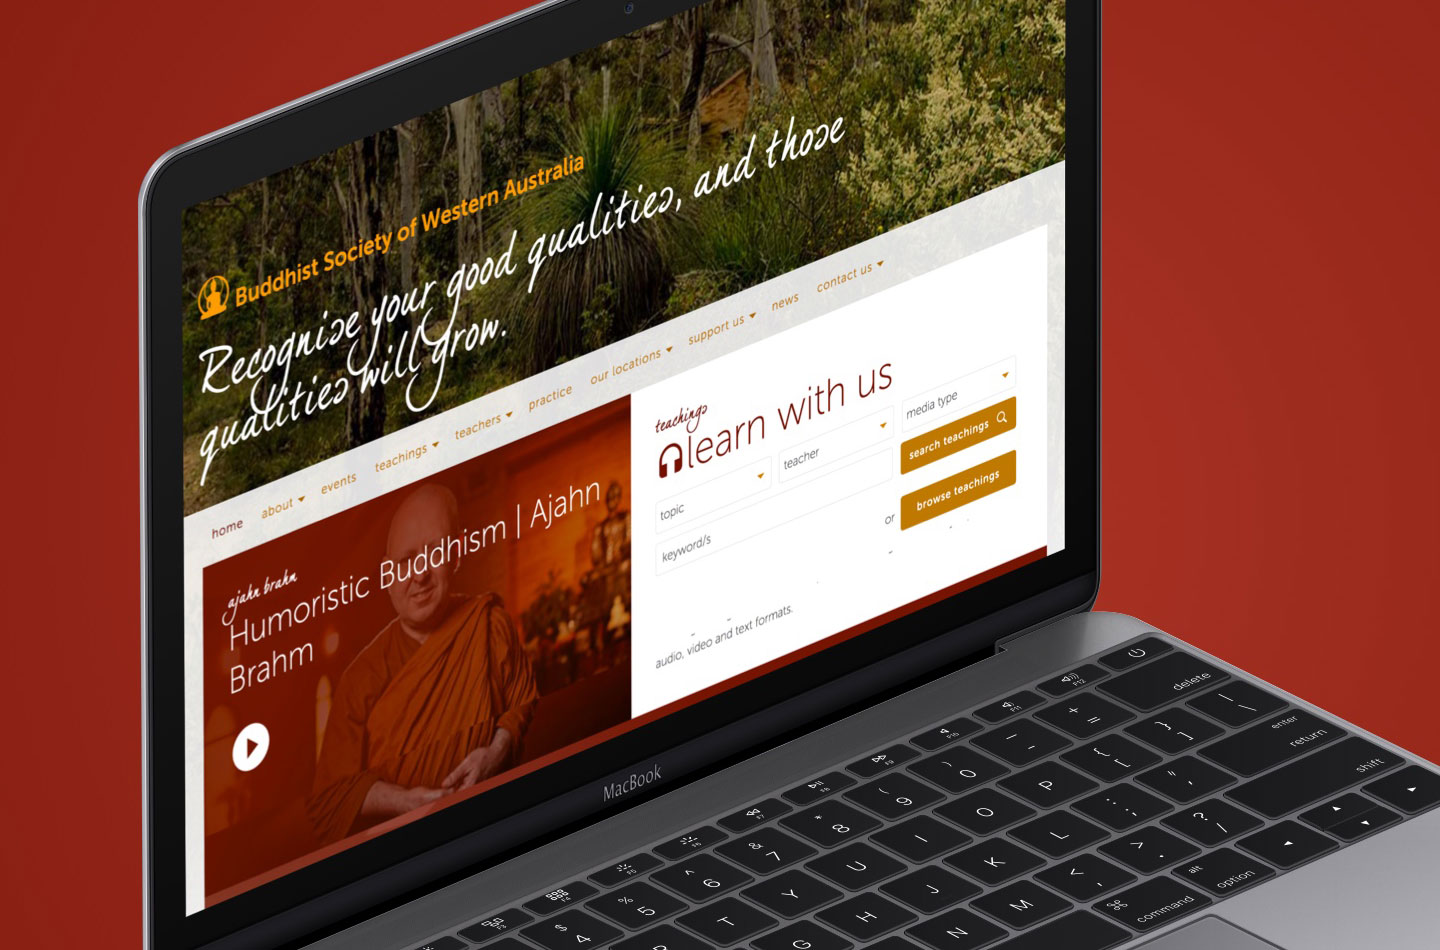 Buddhist Society of Western Australia
Recognise your good qualities, and those
qualities will grow.
home about events teachings teachers practice our locations support us news contact us
ajahn brahn
Humoristic Buddhism | Ajahn
Brahm
teachings
learn with us
topic teacher media type
keyword/s
search teachings
or browse teachings
audio, video and text formats.
MacBook
F3 F4 F5 F6 F7 F8 F9 F10 F11 F12
$ 4 % 5 ^ 6 & 7 * 8 ( 9 ) 0 _ - + = delete
R T Y U I O P { [ } ] | \
G H J K L : ; " ' enter return
N M < , > . ? / shift
⌘ command alt option